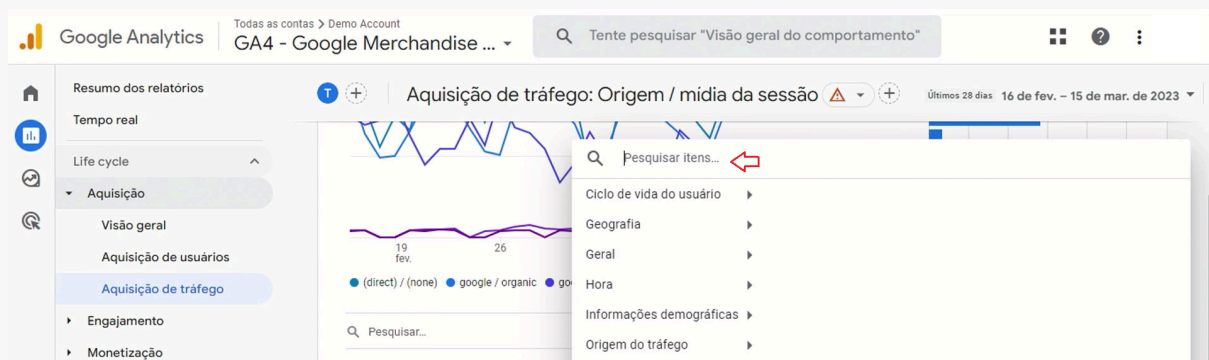 Todas as contas > Demo Account
Google Analytics
GA4 - Google Merchandise ...
Tente pesquisar "Visão geral do comportamento"
Resumo dos relatórios
Tempo real
Life cycle
Aquisição
Visão geral
Aquisição de usuários
Aquisição de tráfego
Engajamento
Monetização
T
Aquisição de tráfego: Origem / mídia da sessão
Últimos 28 dias 16 de fev. – 15 de mar. de 2023
19
fev.
26
(direct) / (none) google / organic goo
Pesquisar...
Pesquisar itens...
Ciclo de vida do usuário
Geografia
Geral
Hora
Informações demográficas
Origem do tráfego